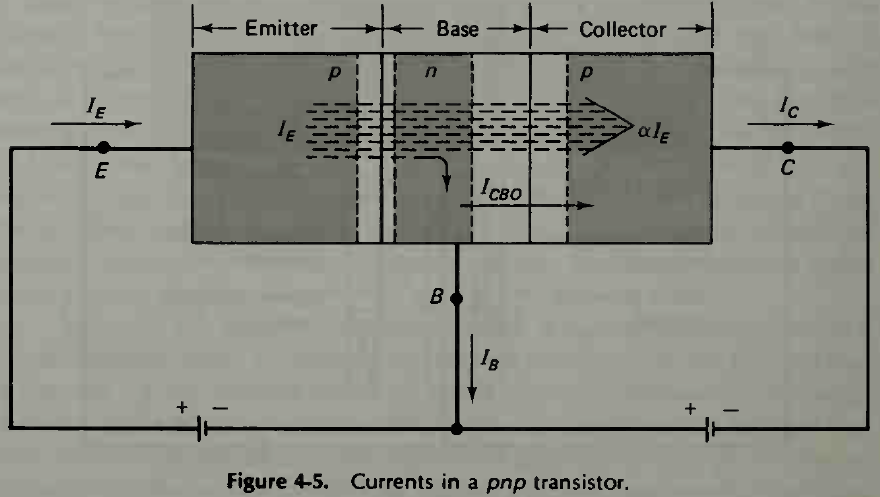 Emitter Base Collector
p n p
I_E I_C
I_E αI_E
E C
I_CBO
B
I_B
+ − + −
Figure 4-5. Currents in a pnp transistor.